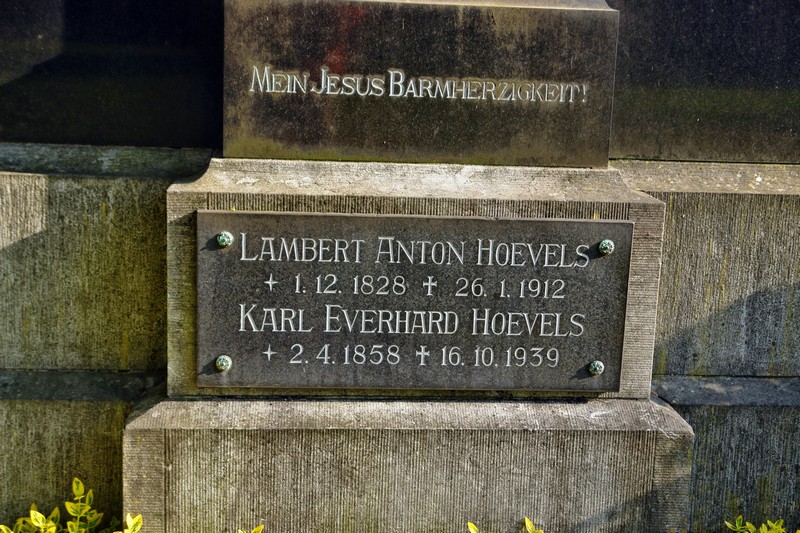 Mein Jesus Barmherzigkeit!
Lambert Anton Hoevels
✦ 1. 12. 1828 ✝ 26. 1. 1912
Karl Everhard Hoevels
✦ 2. 4. 1858 ✝ 16. 10. 1939